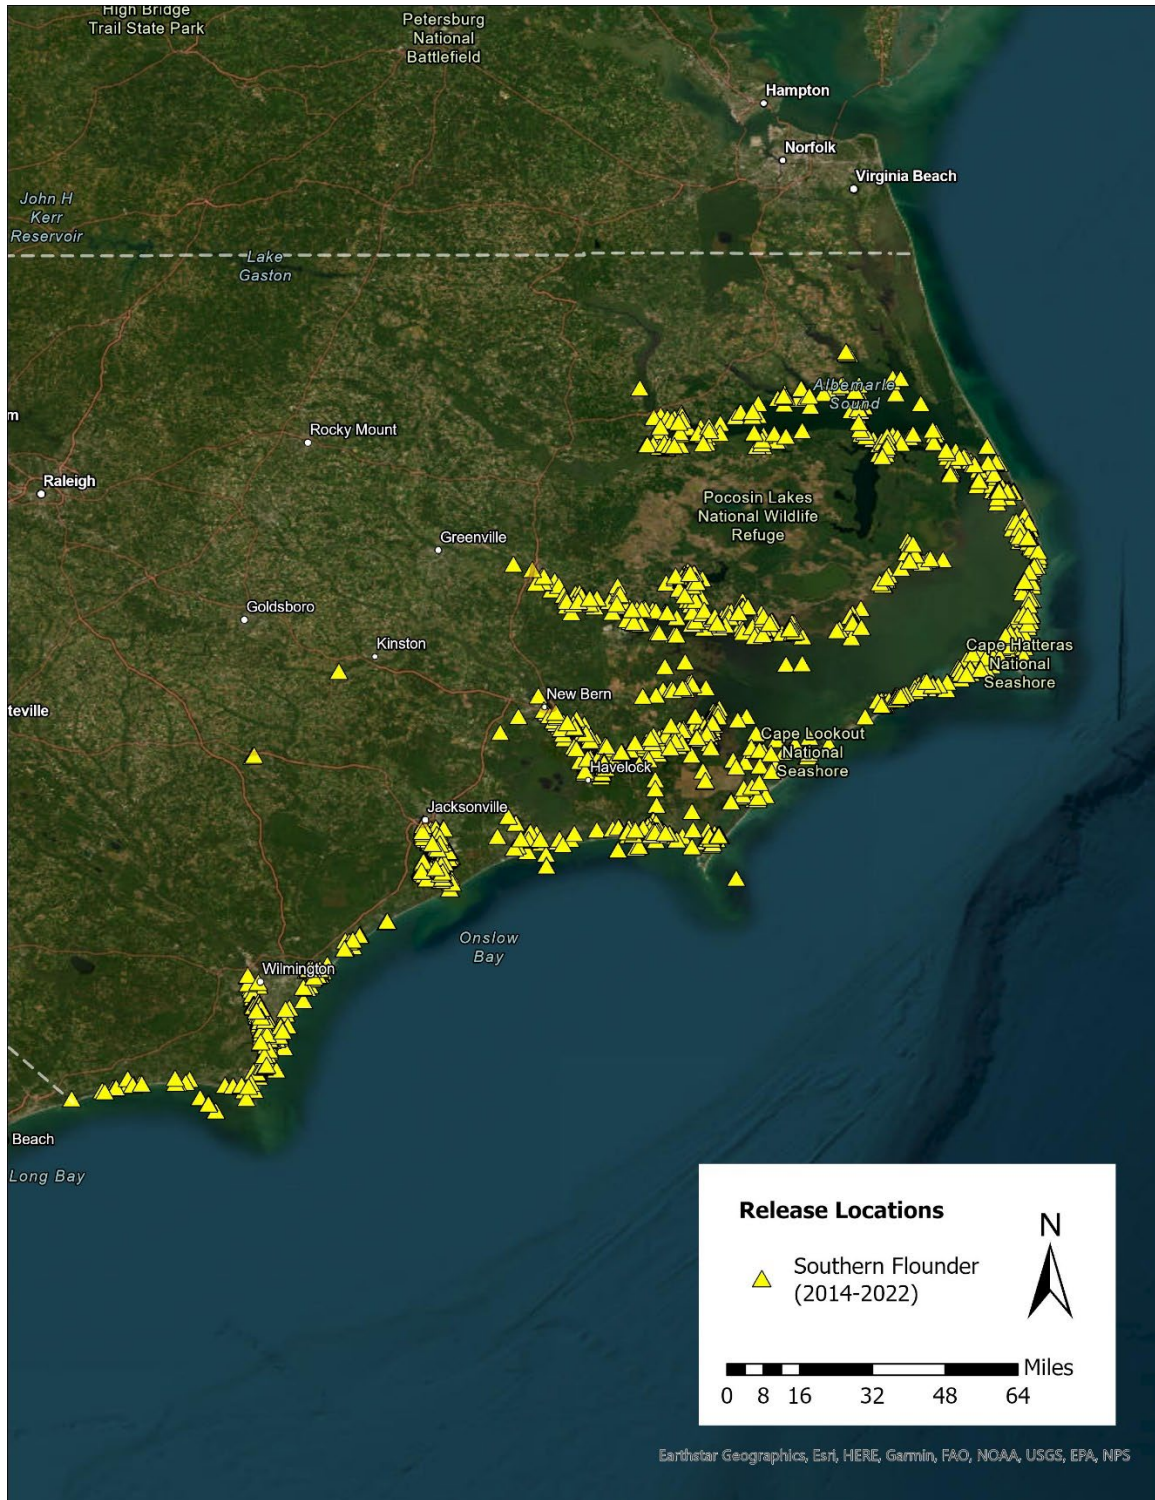 High Bridge
Trail State Park
Petersburg
National
Battlefield
Hampton
Norfolk
Virginia Beach
John H
Kerr
Reservoir
Lake
Gaston
Albemarle
Sound
m
Rocky Mount
Raleigh
Pocosin Lakes
National Wildlife
Refuge
Greenville
Goldsboro
Kinston
Cape Hatteras
National
Seashore
teville
New Bern
Cape Lookout
National
Seashore
Havelock
Jacksonville
Onslow
Bay
Wilmington
Beach
Long Bay
Release Locations
N
Southern Flounder
(2014-2022)
Miles
0 8 16 32 48 64
Earthstar Geographics, Esri, HERE, Garmin, FAO, NOAA, USGS, EPA, NPS